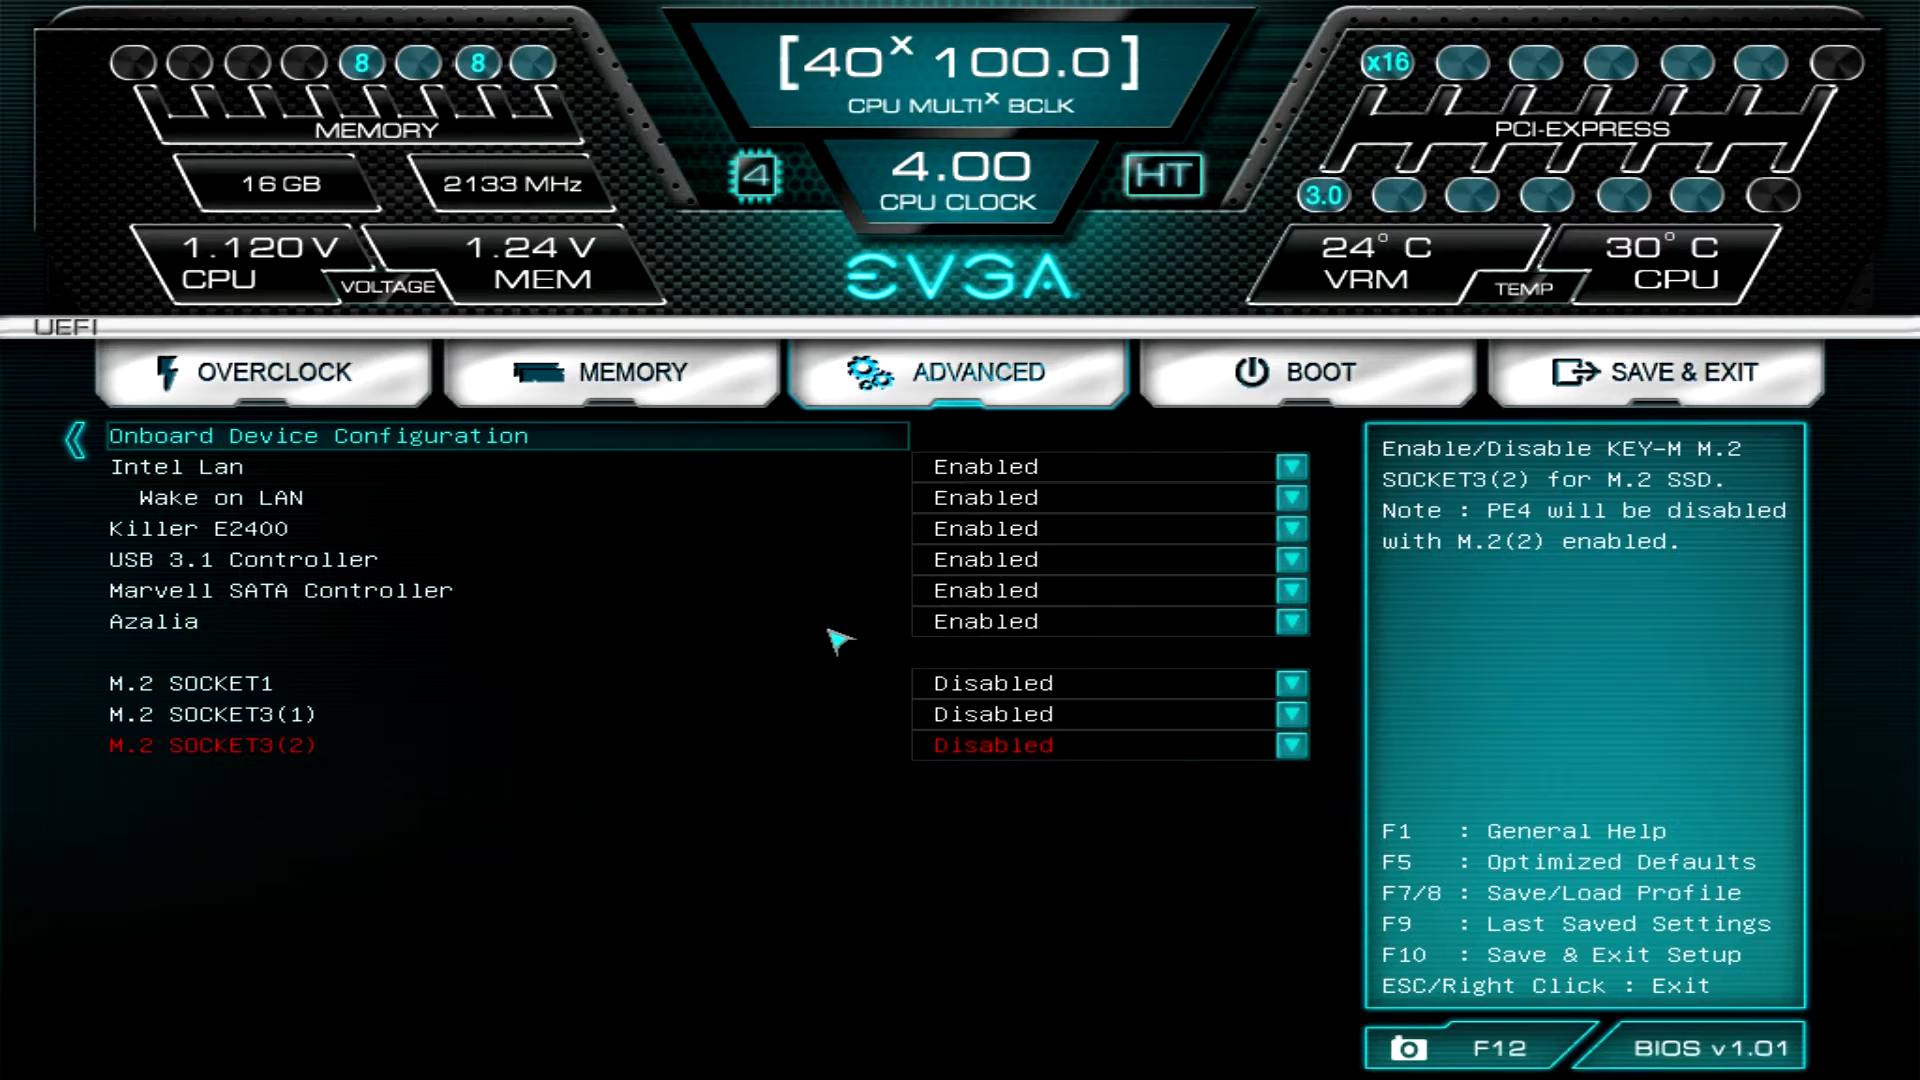 8 8
MEMORY
16 GB 2133 MHz
1.120 V 1.24 V
CPU VOLTAGE MEM
[40x 100.0]
CPU MULTIx BCLK
4 4.00 HT
CPU CLOCK
EVGA
x16
PCI-EXPRESS
3.0
24° C 30° C
VRM TEMP CPU
UEFI
OVERCLOCK MEMORY ADVANCED BOOT SAVE & EXIT
Onboard Device Configuration
Intel Lan Enabled
Wake on LAN Enabled
Killer E2400 Enabled
USB 3.1 Controller Enabled
Marvell SATA Controller Enabled
Azalia Enabled
M.2 SOCKET1 Disabled
M.2 SOCKET3(1) Disabled
M.2 SOCKET3(2) Disabled
Enable/Disable KEY-M M.2
SOCKET3(2) for M.2 SSD.
Note : PE4 will be disabled
with M.2(2) enabled.
F1 : General Help
F5 : Optimized Defaults
F7/8 : Save/Load Profile
F9 : Last Saved Settings
F10 : Save & Exit Setup
ESC/Right Click : Exit
F12 BIOS v1.01